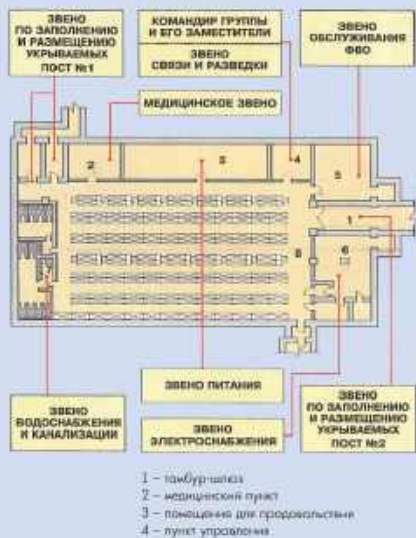 ЗВЕНО
ПО ЗАПОЛНЕНИЮ
И РАЗМЕЩЕНИЮ
УКРЫВАЕМЫХ
ПОСТ №1
КОМАНДИР ГРУППЫ
И ЕГО ЗАМЕСТИТЕЛИ
ЗВЕНО
СВЯЗИ И РАЗВЕДКИ
МЕДИЦИНСКОЕ ЗВЕНО
ЗВЕНО
ОБСЛУЖИВАНИЯ
ФВО
2
3
4
5
1
6
8
ЗВЕНО
ВОДОСНАБЖЕНИЯ
И КАНАЛИЗАЦИИ
ЗВЕНО ПИТАНИЯ
ЗВЕНО
ЭЛЕКТРОСНАБЖЕНИЯ
ЗВЕНО
ПО ЗАПОЛНЕНИЮ
И РАЗМЕЩЕНИЮ
УКРЫВАЕМЫХ
ПОСТ №2
1 – тамбур-шлюз
2 – медицинский пункт
3 – помещения для продовольствия
4 – пункт управления